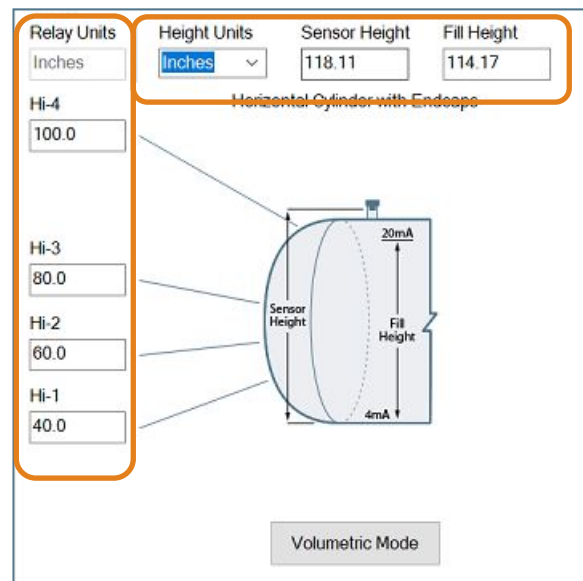 Relay Units Height Units Sensor Height Fill Height
Inches Inches 118.11 114.17
Hi-4 Horizontal Cylinder with Endcaps
100.0
20mA
Hi-3
80.0
Sensor
Height
Fill
Height
Hi-2
60.0
Hi-1
40.0
4mA
Volumetric Mode